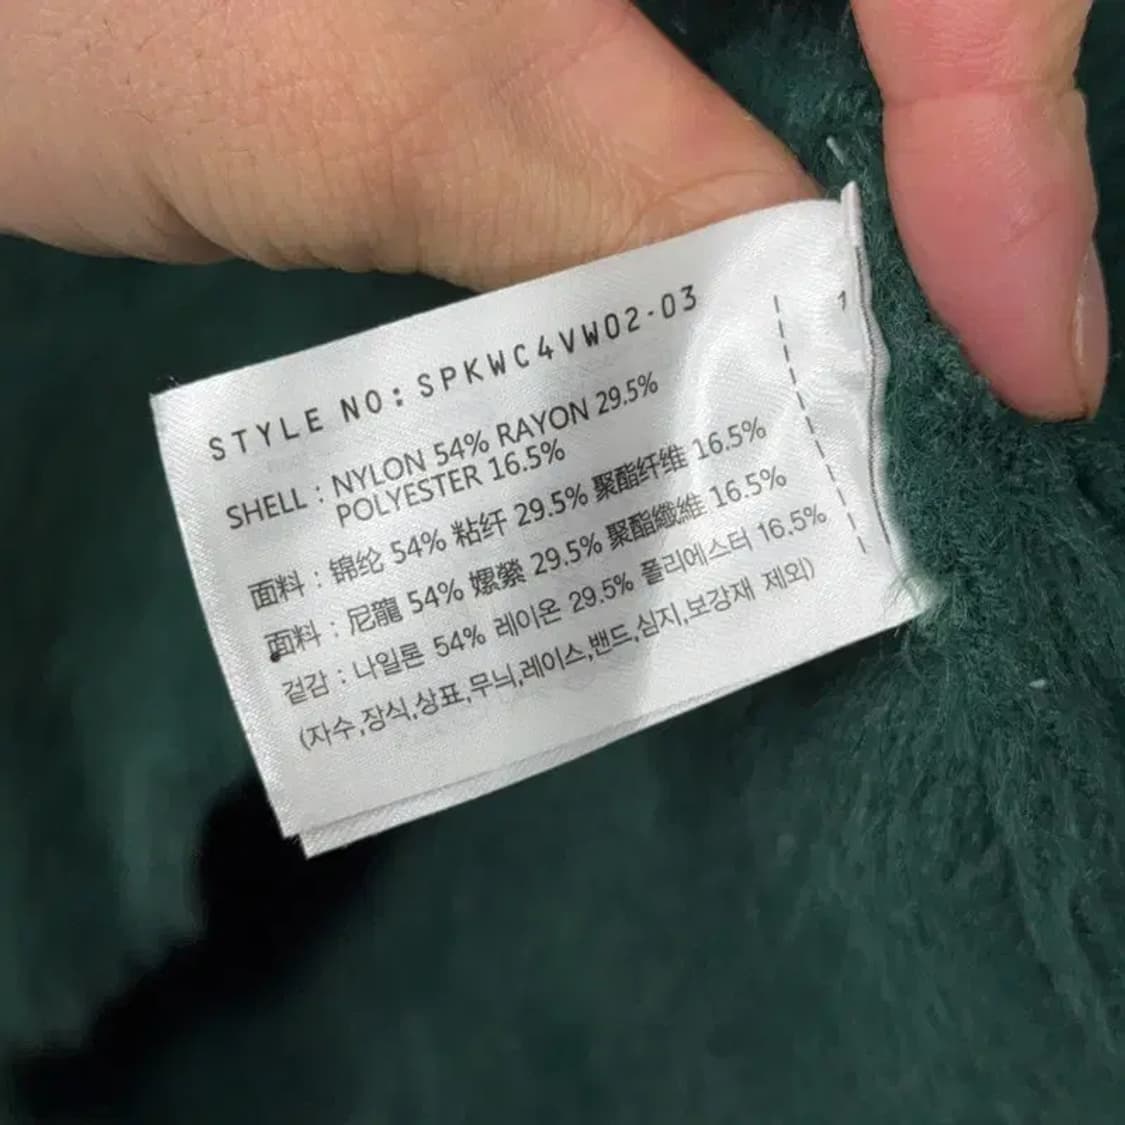 STYLE NO: SPKWC4VW02-03
SHELL : NYLON 54% RAYON 29.5%
POLYESTER 16.5%
面料 : 锦纶 54% 粘纤 29.5% 聚酯纤维 16.5%
面料 : 尼龍 54% 嫘縈 29.5% 聚酯纖維 16.5%
겉감 : 나일론 54% 레이온 29.5% 폴리에스터 16.5%
(자수,장식,상표,무늬,레이스,밴드,심지,보강재 제외)
1